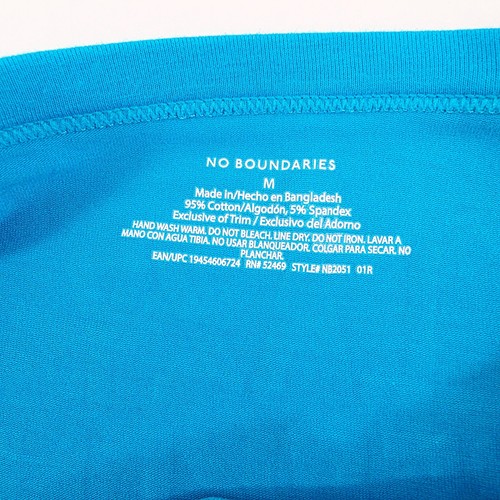 NO BOUNDARIES
M
Made in/Hecho en Bangladesh
95% Cotton/Algodón, 5% Spandex
Exclusive of Trim / Exclusivo del Adorno
HAND WASH WARM. DO NOT BLEACH. LINE DRY. DO NOT IRON. LAVAR A
MANO CON AGUA TIBIA. NO USAR BLANQUEADOR. COLGAR PARA SECAR. NO
PLANCHAR.
EAN/UPC 19454606724 RN# 52469 STYLE# NB2051 01R